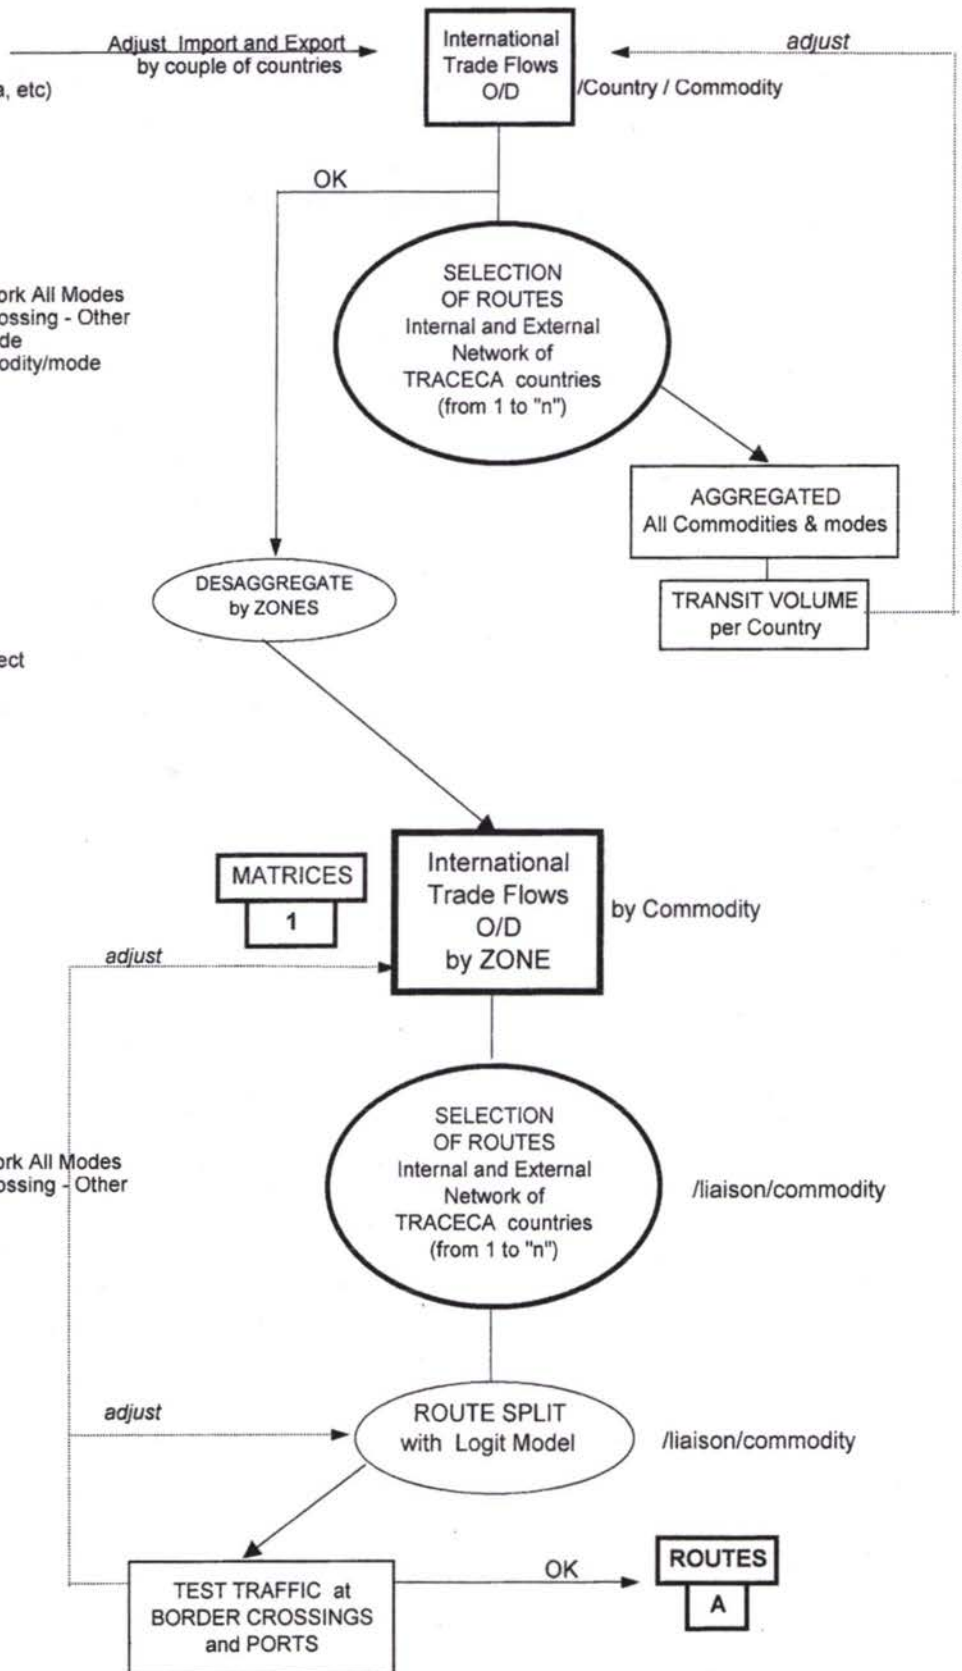 Adjust Import and Export
by couple of countries
a, etc)
International
Trade Flows
O/D
/Country / Commodity
adjust
OK
SELECTION
OF ROUTES
Internal and External
Network of
TRACECA countries
(from 1 to "n")
ork All Modes
ossing - Other
de
odity/mode
AGGREGATED
All Commodities & modes
TRANSIT VOLUME
per Country
DESAGGREGATE
by ZONES
ect
MATRICES
1
International
Trade Flows
O/D
by ZONE
by Commodity
adjust
SELECTION
OF ROUTES
Internal and External
Network of
TRACECA countries
(from 1 to "n")
/liaison/commodity
ork All Modes
ossing - Other
adjust
ROUTE SPLIT
with Logit Model
/liaison/commodity
TEST TRAFFIC at
BORDER CROSSINGS
and PORTS
OK
ROUTES
A